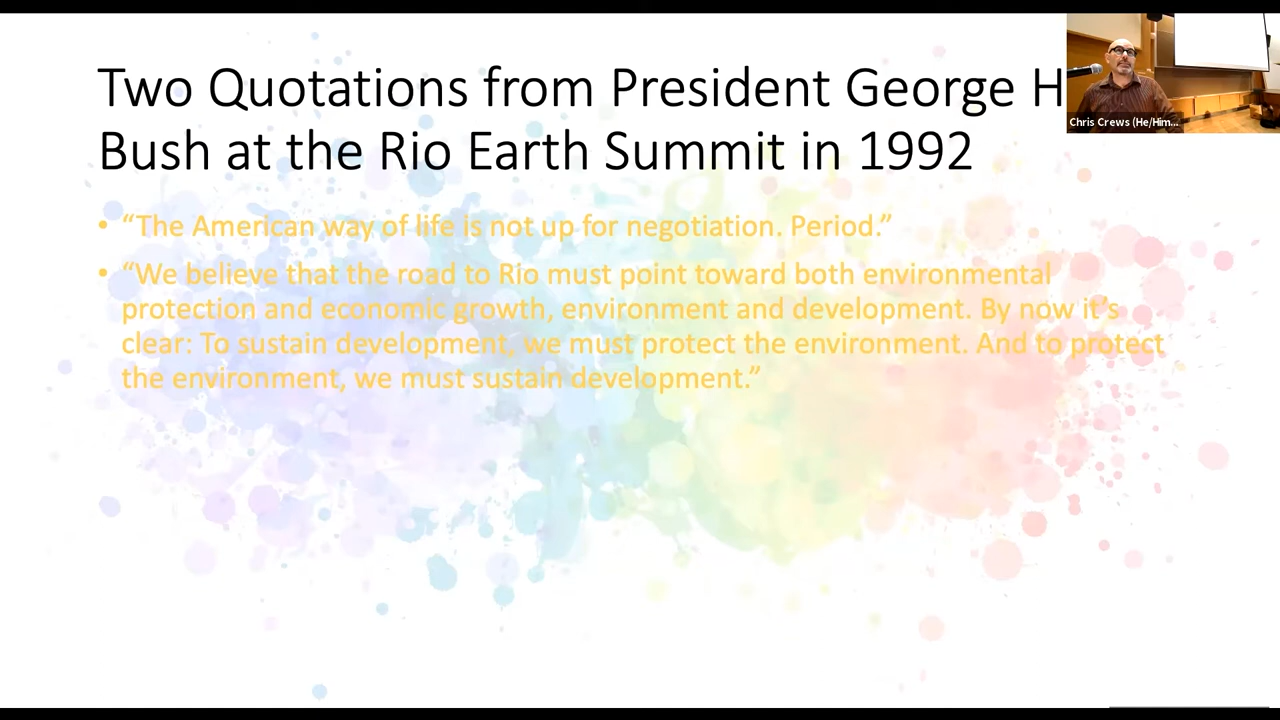 Two Quotations from President George H
Bush at the Rio Earth Summit in 1992
• “The American way of life is not up for negotiation. Period.”
• “We believe that the road to Rio must point toward both environmental
protection and economic growth, environment and development. By now it’s
clear: To sustain development, we must protect the environment. And to protect
the environment, we must sustain development.”
Chris Crews (He/Him...